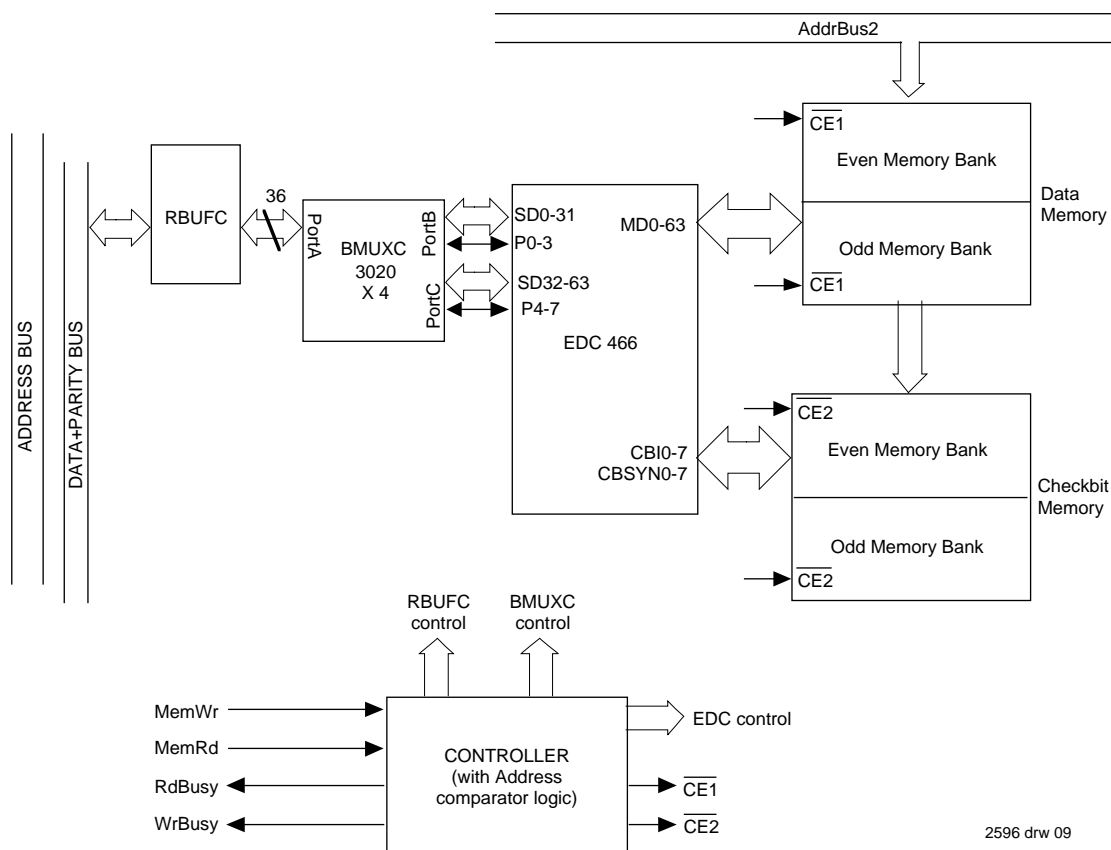 AddrBus2
CE1
Even Memory Bank
Data
Memory
Odd Memory Bank
CE1
ADDRESS BUS
DATA+PARITY BUS
RBUFC
36
PortA
BMUXC
3020
X 4
PortB
PortC
SD0-31
P0-3
SD32-63
P4-7
MD0-63
EDC 466
CBI0-7
CBSYN0-7
CE2
Even Memory Bank
Checkbit
Memory
Odd Memory Bank
CE2
RBUFC
control
BMUXC
control
MemWr
MemRd
RdBusy
WrBusy
CONTROLLER
(with Address
comparator logic)
EDC control
CE1
CE2
2596 drw 09